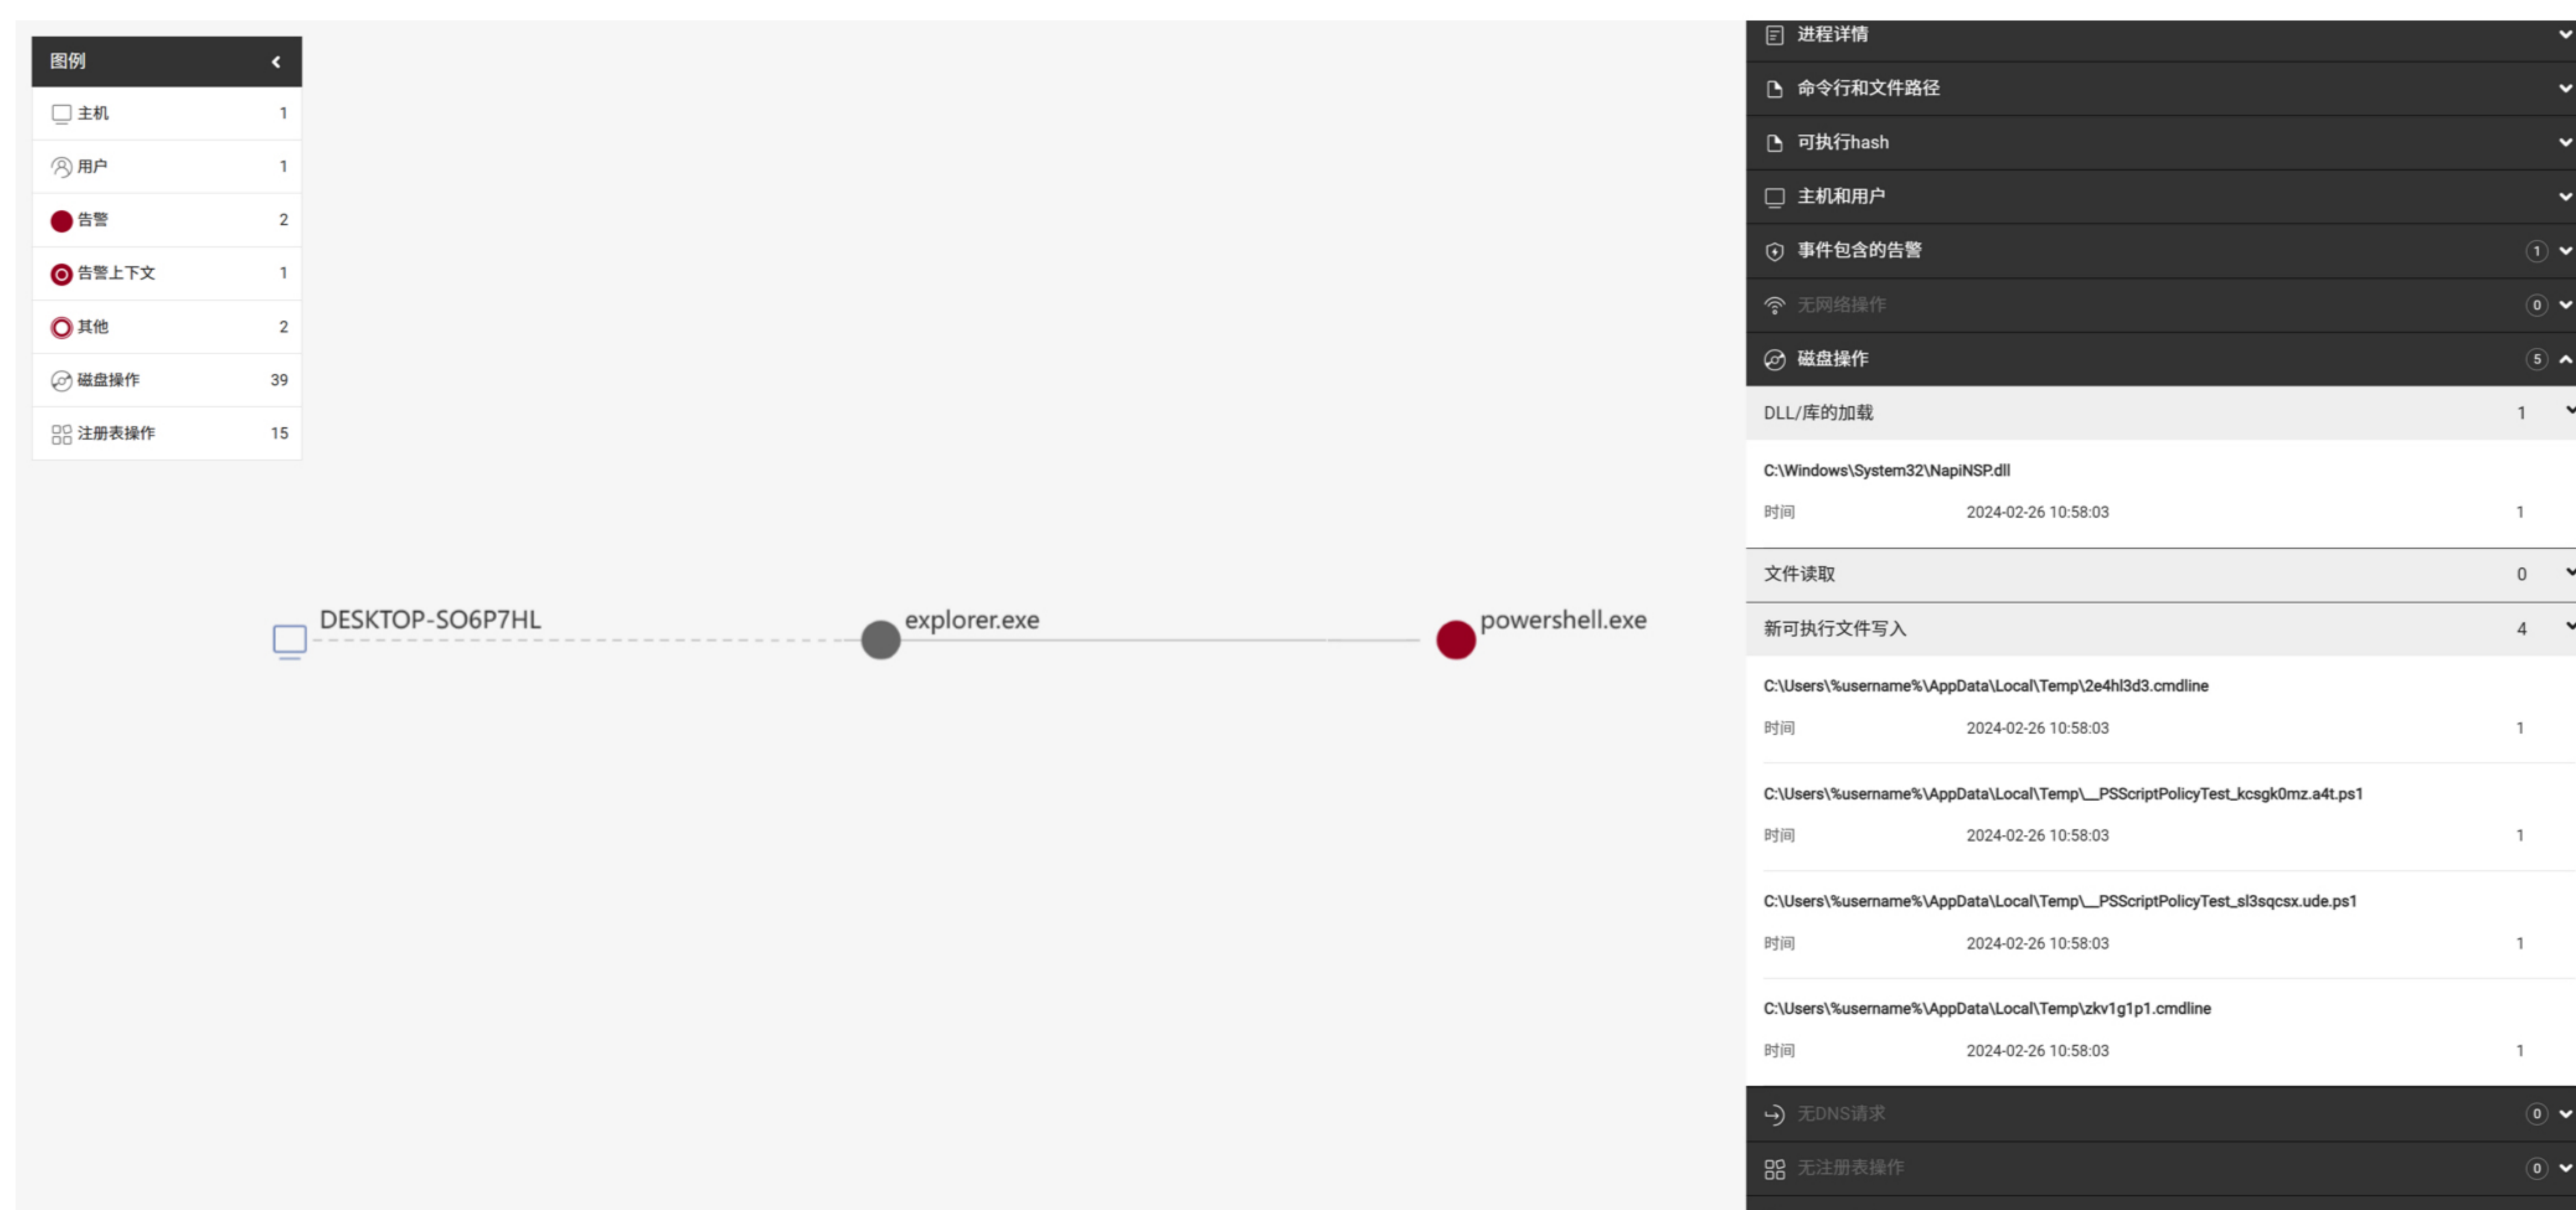 图例
主机 1
用户 1
告警 2
告警上下文 1
其他 2
磁盘操作 39
注册表操作 15
DESKTOP-SO6P7HL
explorer.exe
powershell.exe
进程详情
命令行和文件路径
可执行hash
主机和用户
事件包含的告警 1
无网络操作 0
磁盘操作 5
DLL/库的加载 1
C:\Windows\System32\NapiNSP.dll
时间 2024-02-26 10:58:03 1
文件读取 0
新可执行文件写入 4
C:\Users\%username%\AppData\Local\Temp\2e4hl3d3.cmdline
时间 2024-02-26 10:58:03 1
C:\Users\%username%\AppData\Local\Temp\__PSScriptPolicyTest_kcsgk0mz.a4t.ps1
时间 2024-02-26 10:58:03 1
C:\Users\%username%\AppData\Local\Temp\__PSScriptPolicyTest_sl3sqcsx.ude.ps1
时间 2024-02-26 10:58:03 1
C:\Users\%username%\AppData\Local\Temp\zkv1g1p1.cmdline
时间 2024-02-26 10:58:03 1
无DNS请求 0
无注册表操作 0